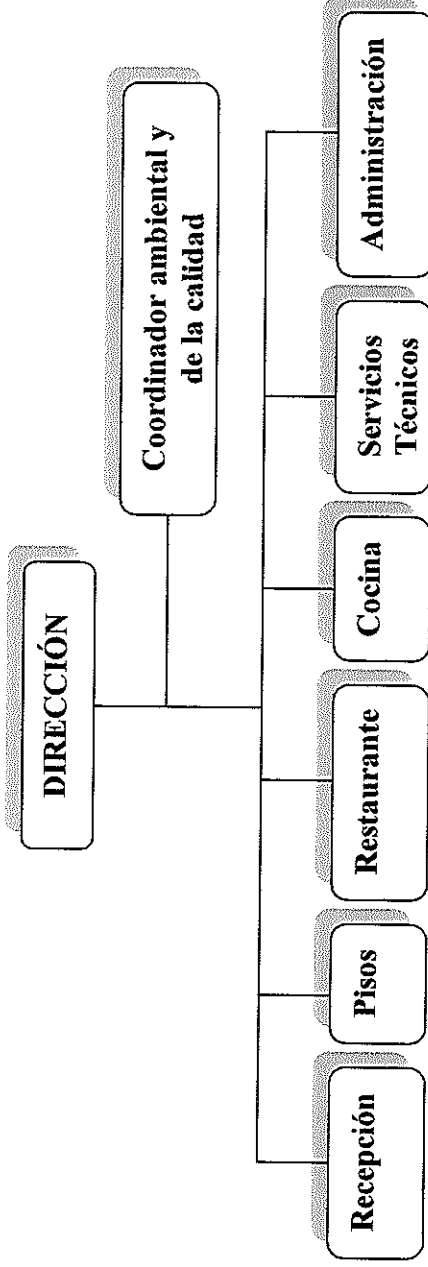 DIRECCIÓN
Coordinador ambiental y
de la calidad
Recepción
Pisos
Restaurante
Cocina
Servicios
Técnicos
Administración